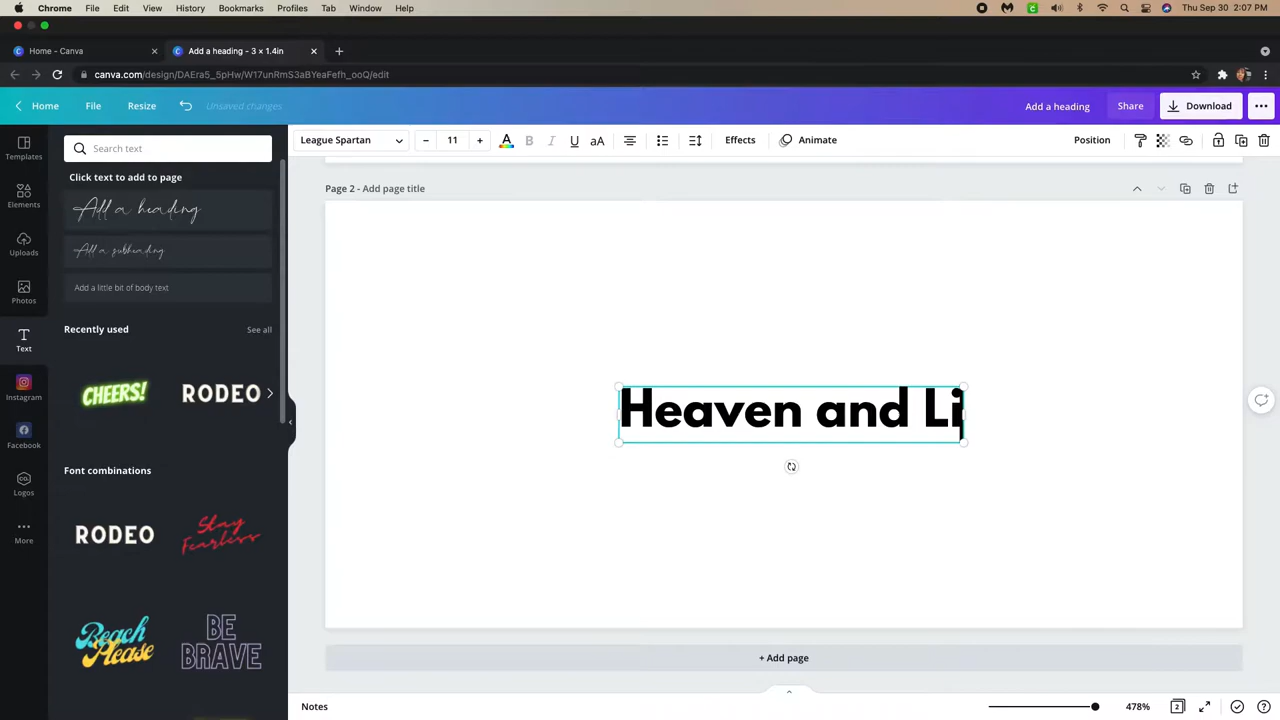 Chrome File Edit View History Bookmarks Profiles Tab Window Help Thu Sep 30 2:07 PM
Home - Canva Add a heading - 3 × 1.4in
canva.com/design/DAEra5_5pHw/W17unRmS3aBYeaFefh_ooQ/edit
Home File Resize Unsaved changes Add a heading Share Download
League Spartan 11 A B I U aA Effects Animate Position
Templates
Elements
Uploads
Photos
Text
Instagram
Facebook
Logos
More
Search text
Click text to add to page
Add a heading
Add a subheading
Add a little bit of body text
Recently used See all
CHEERS! RODEO
Font combinations
RODEO Stay Fearless
Beach Please BE BRAVE
Page 2 - Add page title
Heaven and Li
+ Add page
Notes 478% 2